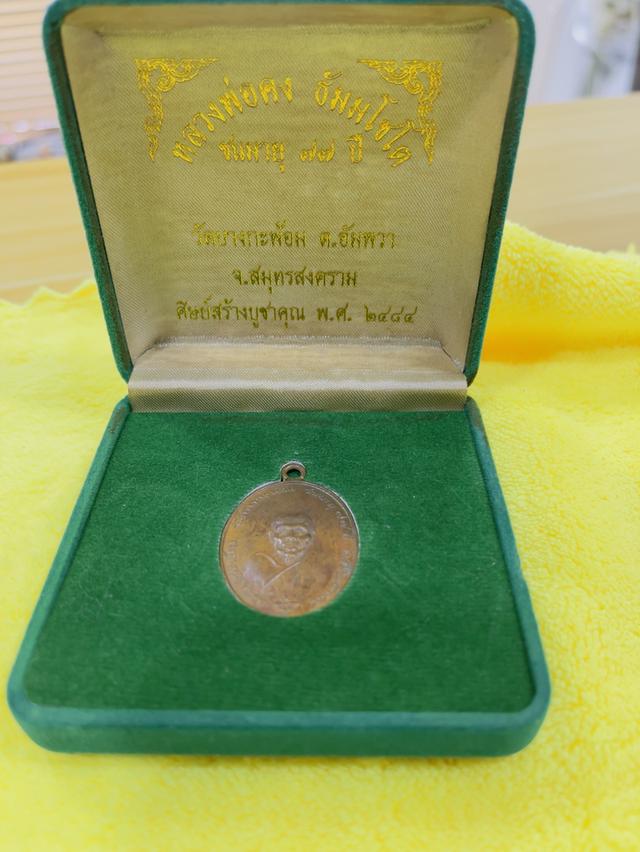 หลวงพ่อคง ธัมมโชโต
ชนมายุ ๗๗ ปี
วัดบางกะพ้อม ต.อัมพวา
จ.สมุทรสงคราม
ศิษย์สร้างบูชาคุณ พ.ศ. ๒๔๘๔